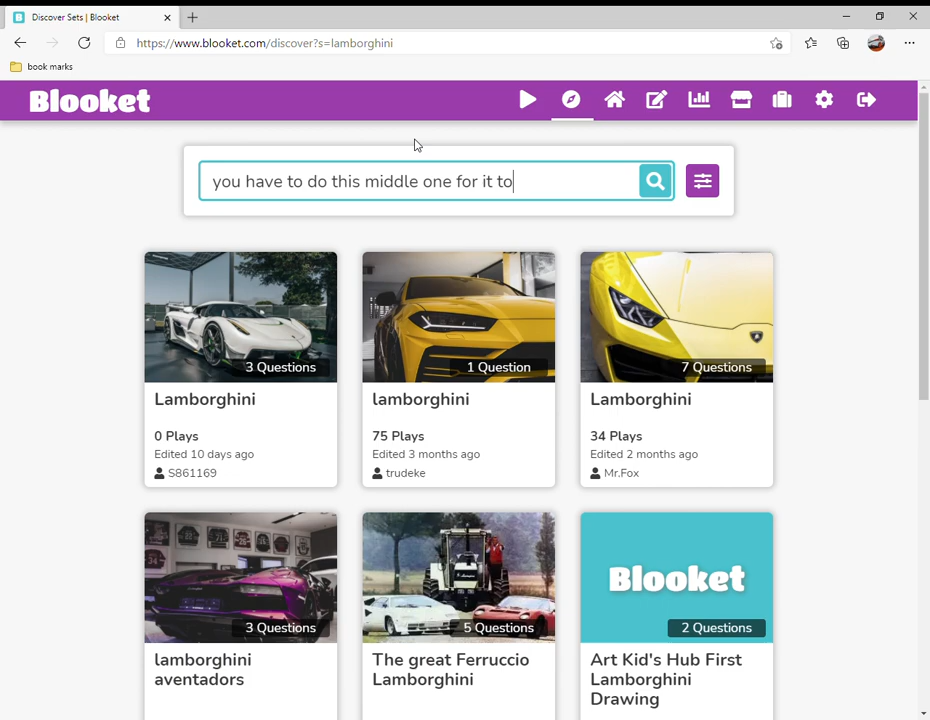 Discover Sets | Blooket
https://www.blooket.com/discover?s=lamborghini
book marks
Blooket
you have to do this middle one for it to
3 Questions
Lamborghini
0 Plays
Edited 10 days ago
S861169
1 Question
lamborghini
75 Plays
Edited 3 months ago
trudeke
7 Questions
Lamborghini
34 Plays
Edited 2 months ago
Mr.Fox
3 Questions
lamborghini
aventadors
5 Questions
The great Ferruccio
Lamborghini
Blooket
2 Questions
Art Kid's Hub First
Lamborghini
Drawing